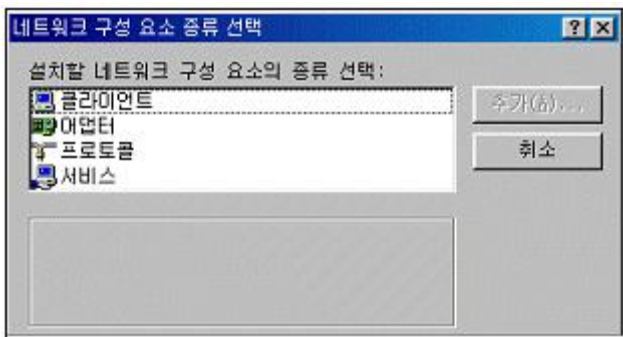 네트워크 구성 요소 종류 선택
설치할 네트워크 구성 요소의 종류 선택:
클라이언트
어댑터
프로토콜
서비스
추가(A)...
취소